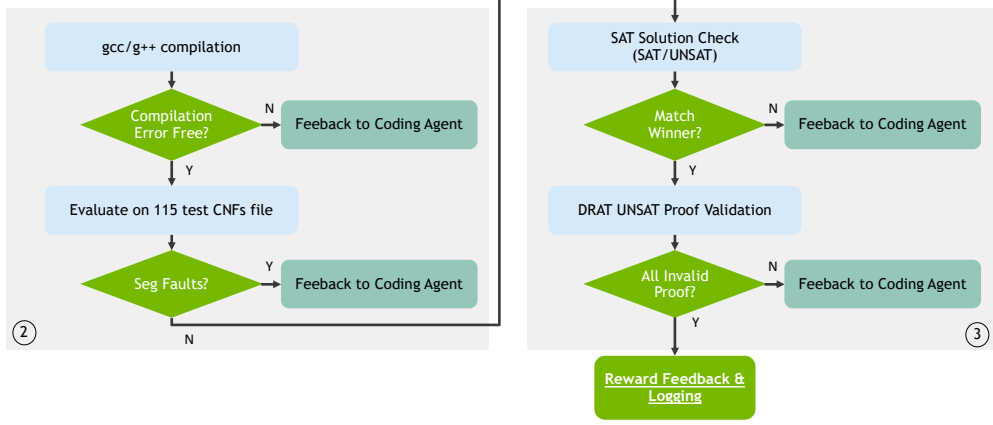 gcc/g++ compilation
Compilation
Error Free?
N
Feeback to Coding Agent
Y
Evaluate on 115 test CNFs file
Seg Faults?
Y
Feeback to Coding Agent
N
2
SAT Solution Check
(SAT/UNSAT)
Match
Winner?
N
Feeback to Coding Agent
Y
DRAT UNSAT Proof Validation
All Invalid
Proof?
N
Feeback to Coding Agent
Y
3
Reward Feedback &
Logging